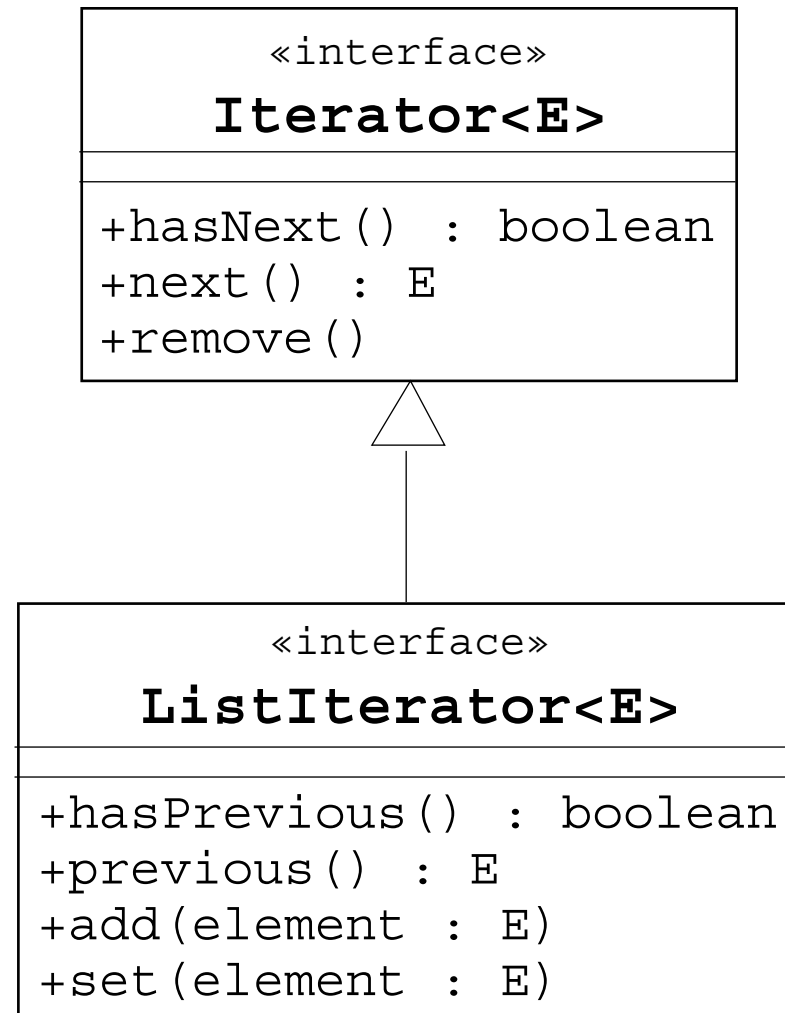 «interface»
Iterator<E>
+hasNext() : boolean
+next() : E
+remove()
«interface»
ListIterator<E>
+hasPrevious() : boolean
+previous() : E
+add(element : E)
+set(element : E)